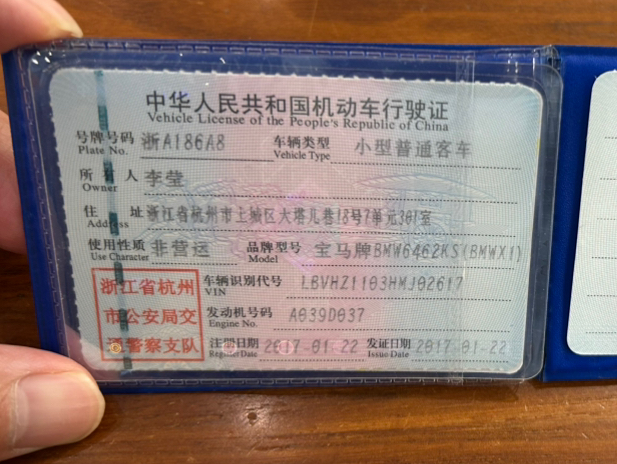 中华人民共和国机动车行驶证
Vehicle License of the People's Republic of China
号牌号码 浙A186A8 车辆类型 小型普通客车
Plate No. Vehicle Type
所有人 李莹
Owner
住址 浙江省杭州市上城区大塔儿巷18号7单元301室
Address
使用性质 非营运 品牌型号 宝马牌BMW6462KS(BMWX1)
Use Character Model
浙江省杭州
市公安局交
警察支队
车辆识别代号 LBVHZ1103HMJ02617
VIN
发动机号码 A039D037
Engine No.
注册日期 2017-01-22 发证日期 2017-01-22
Register Date Issue Date